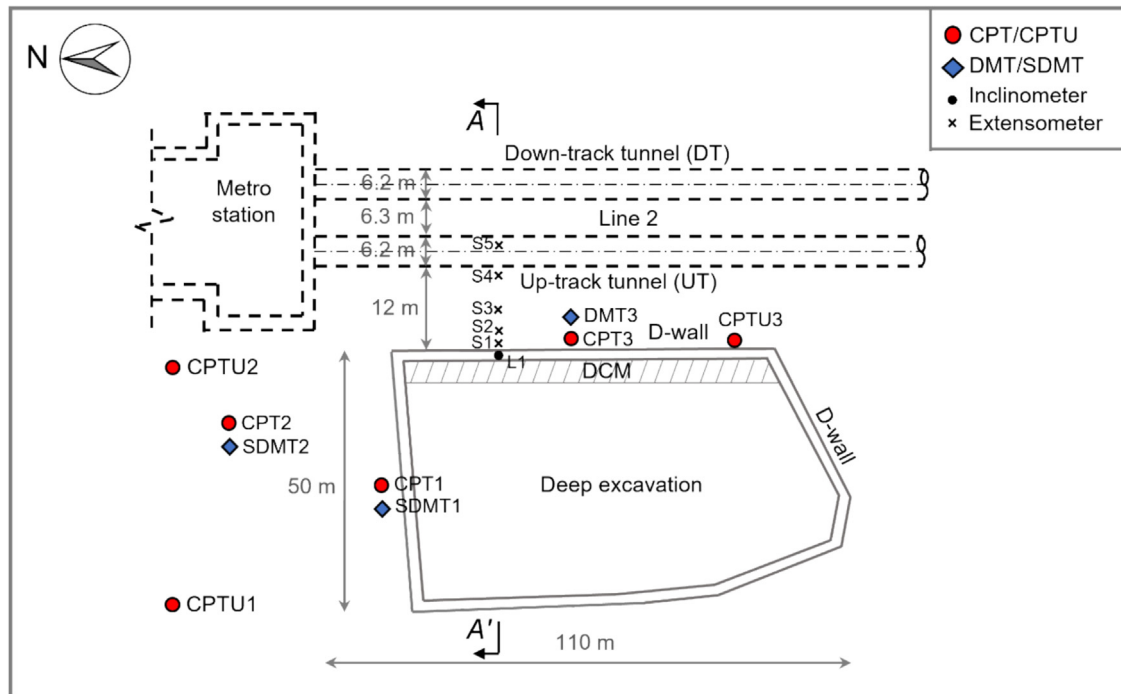 N
CPT/CPTU
DMT/SDMT
Inclinometer
Extensometer
A
Down-track tunnel (DT)
6.2 m
Metro
station
6.3 m
Line 2
S5
6.2 m
S4
Up-track tunnel (UT)
12 m
S3
DMT3
S2
CPT3
D-wall
CPTU3
S1
L1
DCM
CPTU2
CPT2
SDMT2
D-wall
50 m
CPT1
SDMT1
Deep excavation
CPTU1
A'
110 m